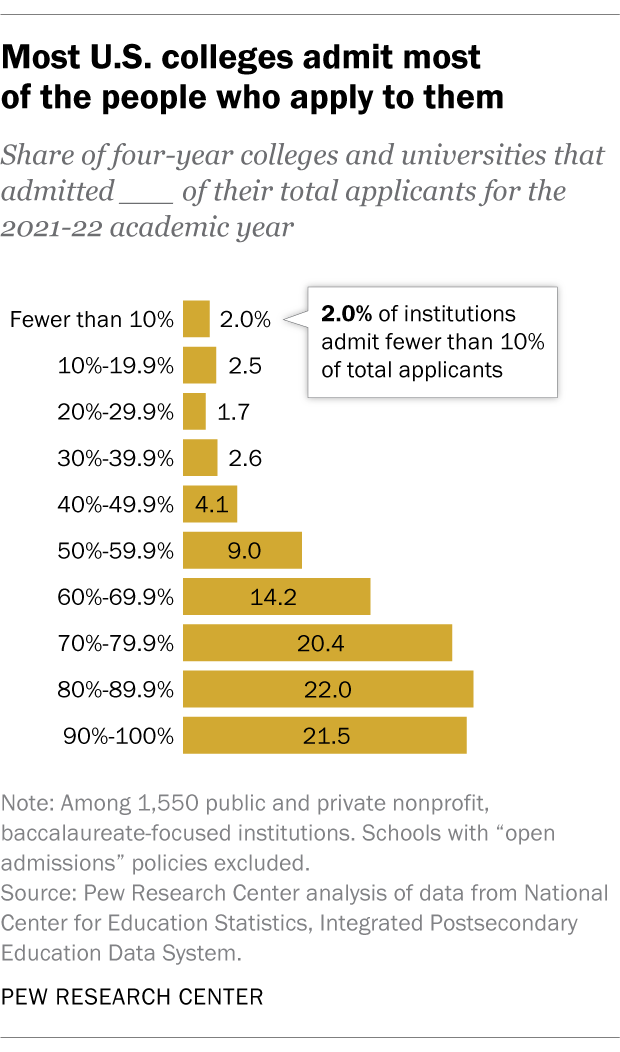 Most U.S. colleges admit most
of the people who apply to them
Share of four-year colleges and universities that
admitted ___ of their total applicants for the
2021-22 academic year
Fewer than 10% 2.0%
2.0% of institutions
admit fewer than 10%
of total applicants
10%-19.9% 2.5
20%-29.9% 1.7
30%-39.9% 2.6
40%-49.9% 4.1
50%-59.9% 9.0
60%-69.9% 14.2
70%-79.9% 20.4
80%-89.9% 22.0
90%-100% 21.5
Note: Among 1,550 public and private nonprofit,
baccalaureate-focused institutions. Schools with “open
admissions” policies excluded.
Source: Pew Research Center analysis of data from National
Center for Education Statistics, Integrated Postsecondary
Education Data System.
PEW RESEARCH CENTER